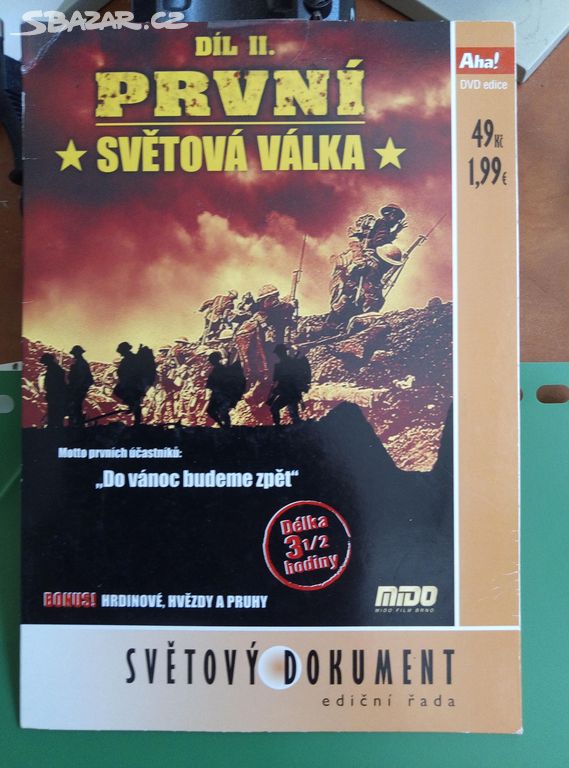 SBAZAR.CZ
DÍL II.
PRVNÍ
★ SVĚTOVÁ VÁLKA ★
Aha!
DVD edice
49 Kč
1,99 €
Motto prvních účastníků:
„Do vánoc budeme zpět“
Délka
3 1/2
hodiny
BONUS! HRDINOVÉ, HVĚZDY A PRUHY
MiDO
MIDO FILM BRNO
SVĚTOVÝ DOKUMENT
ediční řada